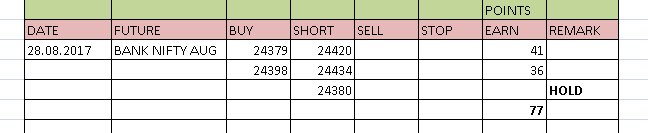 POINTS
DATE FUTURE BUY SHORT SELL STOP EARN REMARK
28.08.2017 BANK NIFTY AUG 24379 24420 41
24398 24434 36
24380 HOLD
77